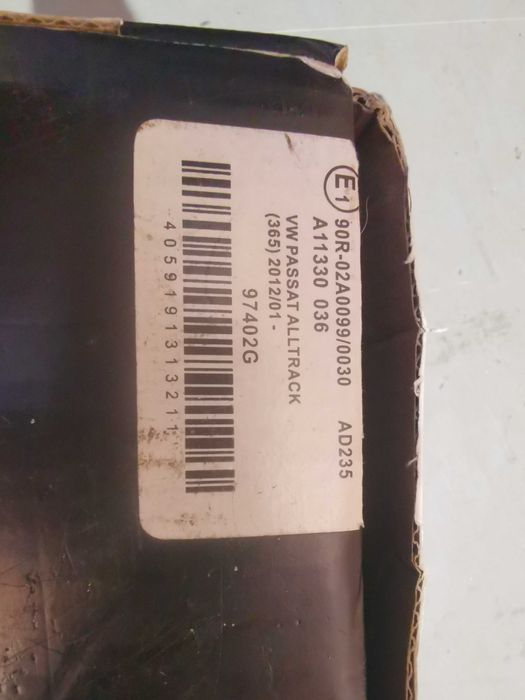 E1 90R-02A0099/0030 AD235
A11330 036
VW PASSAT ALLTRACK
(365) 2012/01 -
97402G
4059191313211